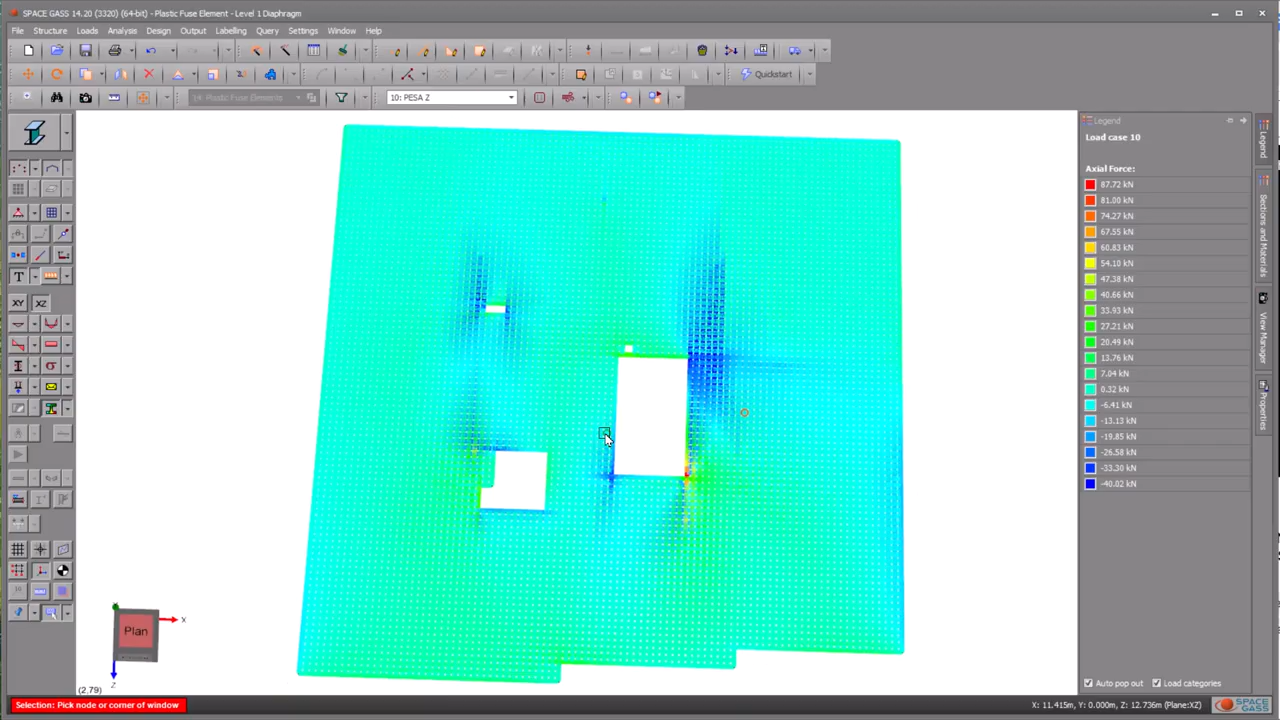 SPACE GASS 14.20 (3320) (64-bit) - Plastic Fuse Element - Level 1 Diaphragm
File Structure Loads Analysis Design Output Labelling Query Settings Window Help
Quickstart
14: Plastic Fuse Elements
10: PESA Z
XY XZ
Plan
X
Z
(2.79)
Legend
Load case 10
Axial Force:
87.72 kN
81.00 kN
74.27 kN
67.55 kN
60.83 kN
54.10 kN
47.38 kN
40.66 kN
33.93 kN
27.21 kN
20.49 kN
13.76 kN
7.04 kN
0.32 kN
-6.41 kN
-13.13 kN
-19.85 kN
-26.58 kN
-33.30 kN
-40.02 kN
Auto pop out Load categories
Legend
Sections and Materials
View Manager
Properties
Selection: Pick node or corner of window
X: 11.415m, Y: 0.000m, Z: 12.736m (Plane:XZ)
SPACE GASS